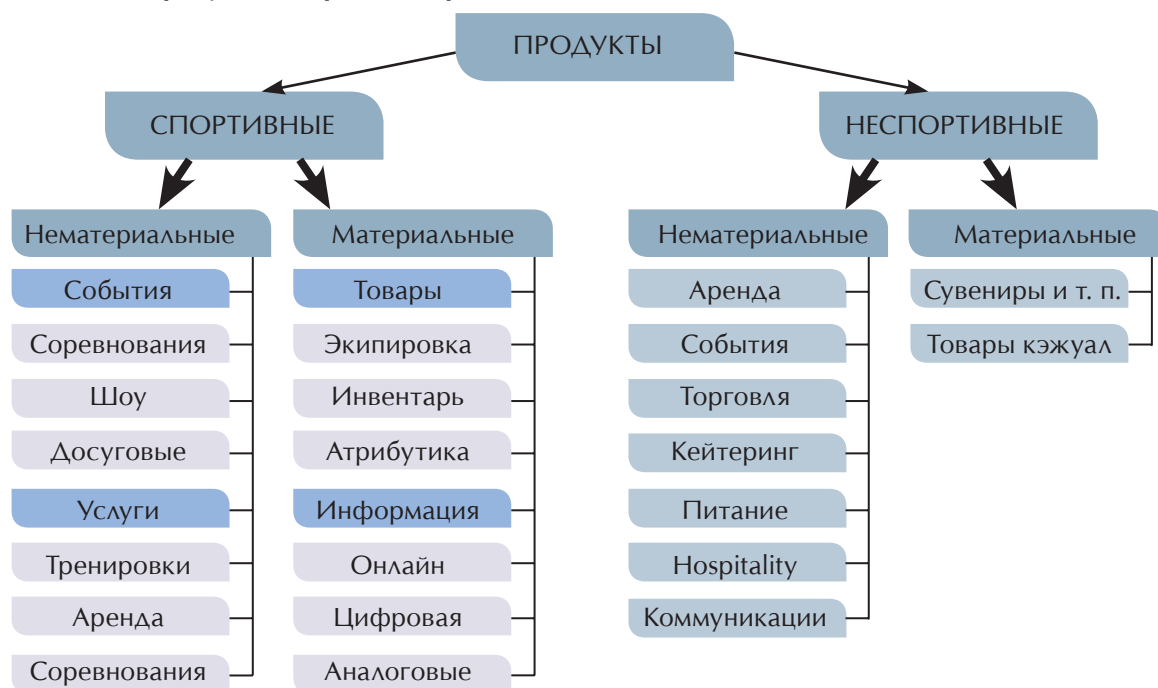 ПРОДУКТЫ
СПОРТИВНЫЕ
НЕСПОРТИВНЫЕ
Нематериальные
События
Соревнования
Шоу
Досуговые
Услуги
Тренировки
Аренда
Соревнования
Материальные
Товары
Экипировка
Инвентарь
Атрибутика
Информация
Онлайн
Цифровая
Аналоговые
Нематериальные
Аренда
События
Торговля
Кейтеринг
Питание
Hospitality
Коммуникации
Материальные
Сувениры и т. п.
Товары кэжуал